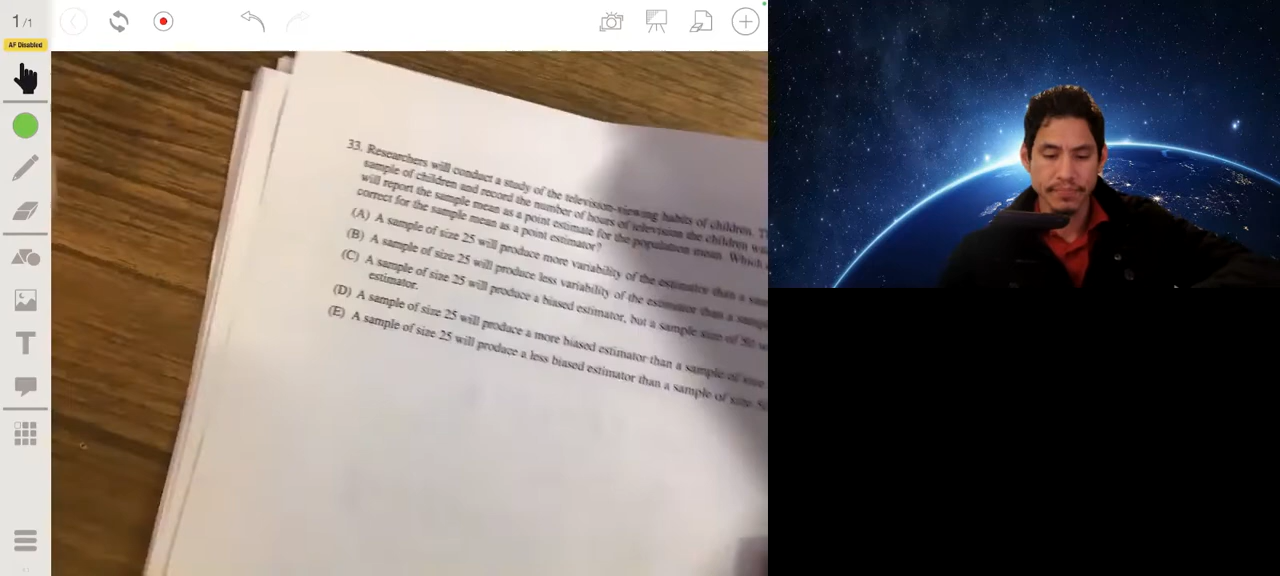 1/1
AF Disabled
T
33. Researchers will conduct a study of the television-viewing habits of children. T
sample of children and record the number of hours of television the children
will report the sample mean as a point estimate for the population mean. Which
correct for the sample mean as a point estimator?
(A) A sample of size 25 will produce more variability of the estimator than a
(B) A sample of size 25 will produce less variability of the estimator than a
(C) A sample of size 25 will produce a biased estimator, but a sample size of 50
estimator.
(D) A sample of size 25 will produce a more biased estimator than a sample of size
(E) A sample of size 25 will produce a less biased estimator than a sample of size